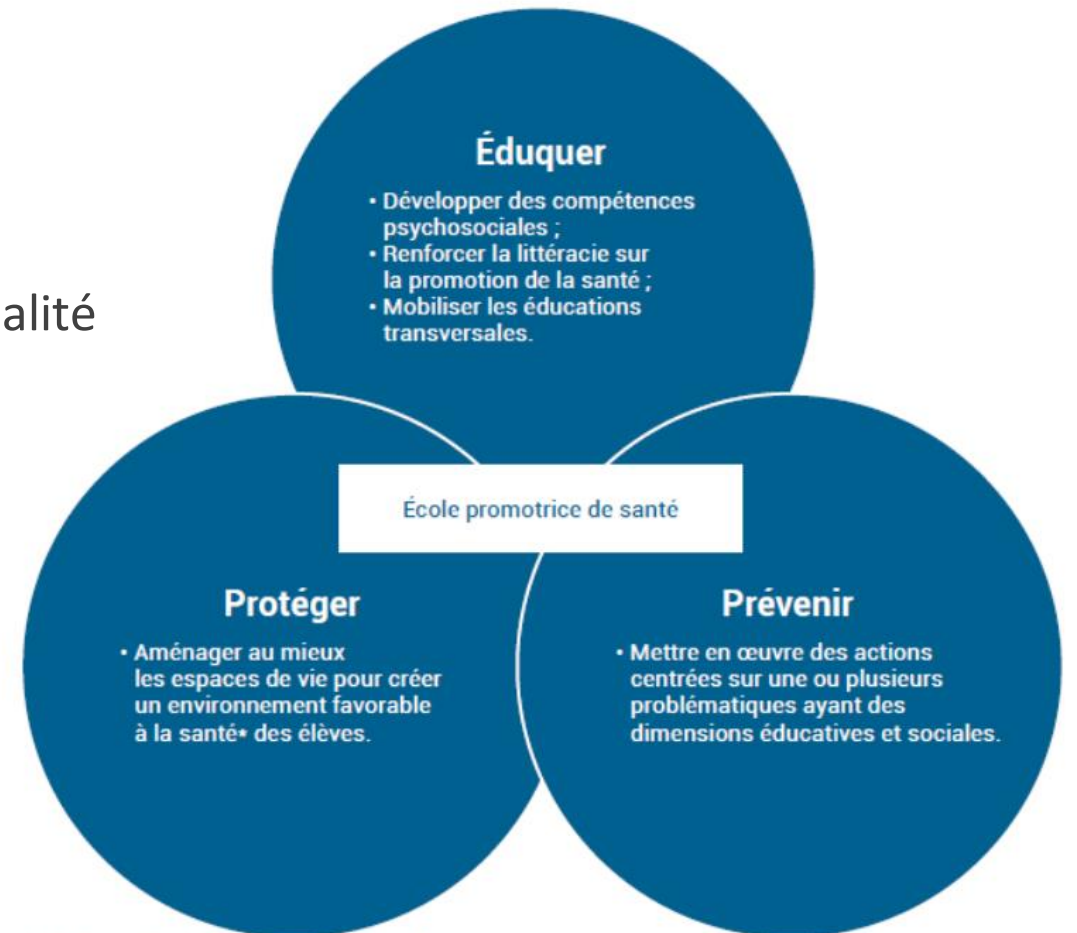 Éduquer
• Développer des compétences
psychosociales ;
• Renforcer la littéracie sur
la promotion de la santé ;
• Mobiliser les éducations
transversales.
alité
École promotrice de santé
Protéger
• Aménager au mieux
les espaces de vie pour créer
un environnement favorable
à la santé* des élèves.
Prévenir
• Mettre en œuvre des actions
centrées sur une ou plusieurs
problématiques ayant des
dimensions éducatives et sociales.